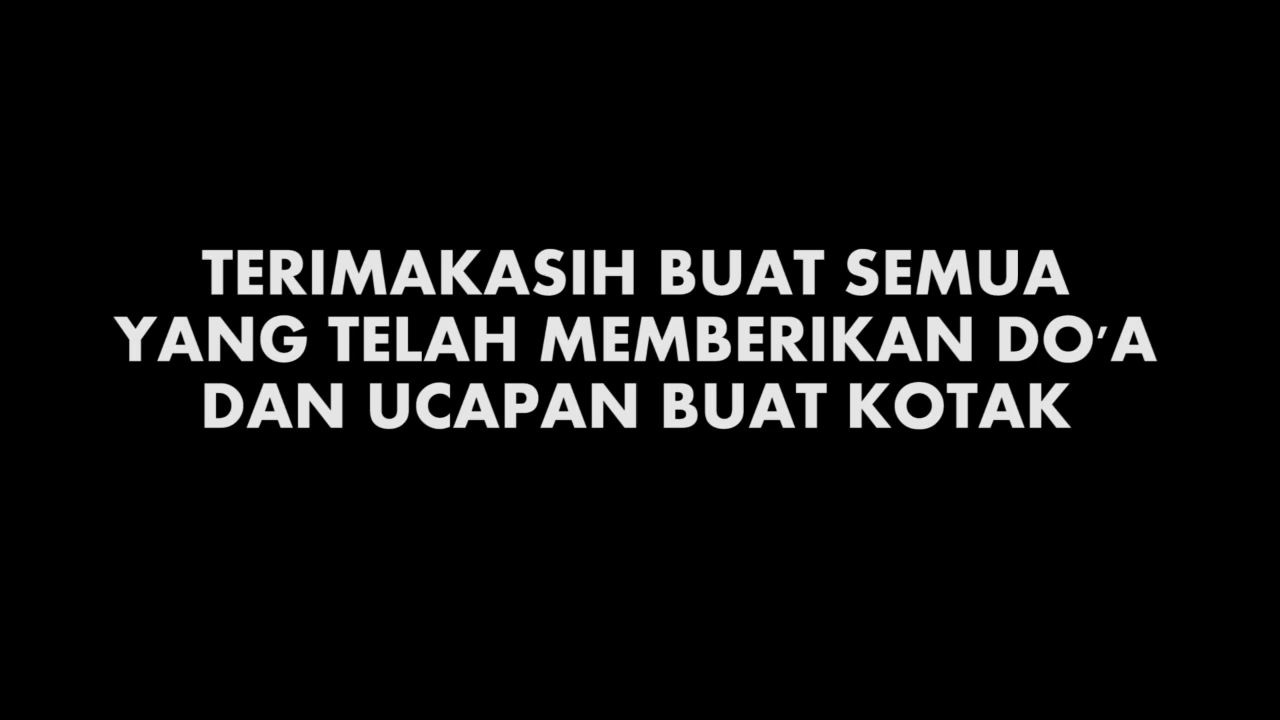 TERIMAKASIH BUAT SEMUA
YANG TELAH MEMBERIKAN DO'A
DAN UCAPAN BUAT KOTAK